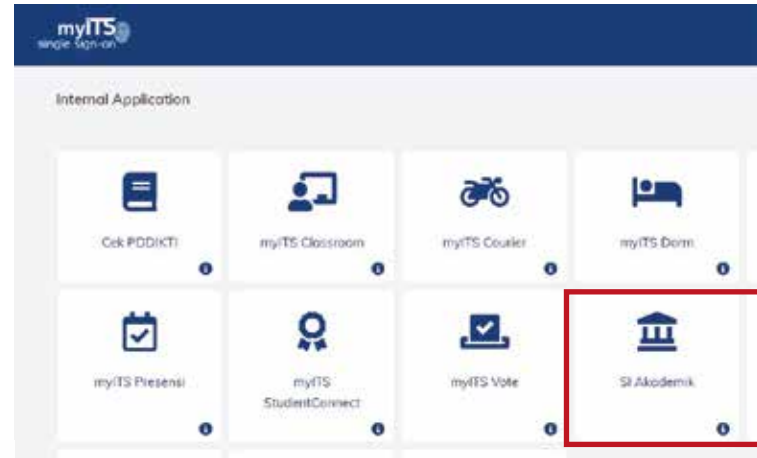 myITS
single sign-on
Internal Application
Cek PDDIKTI
myITS Classroom
myITS Courier
myITS Dorm
myITS Presensi
myITS
StudentConnect
myITS Vote
SI Akademik